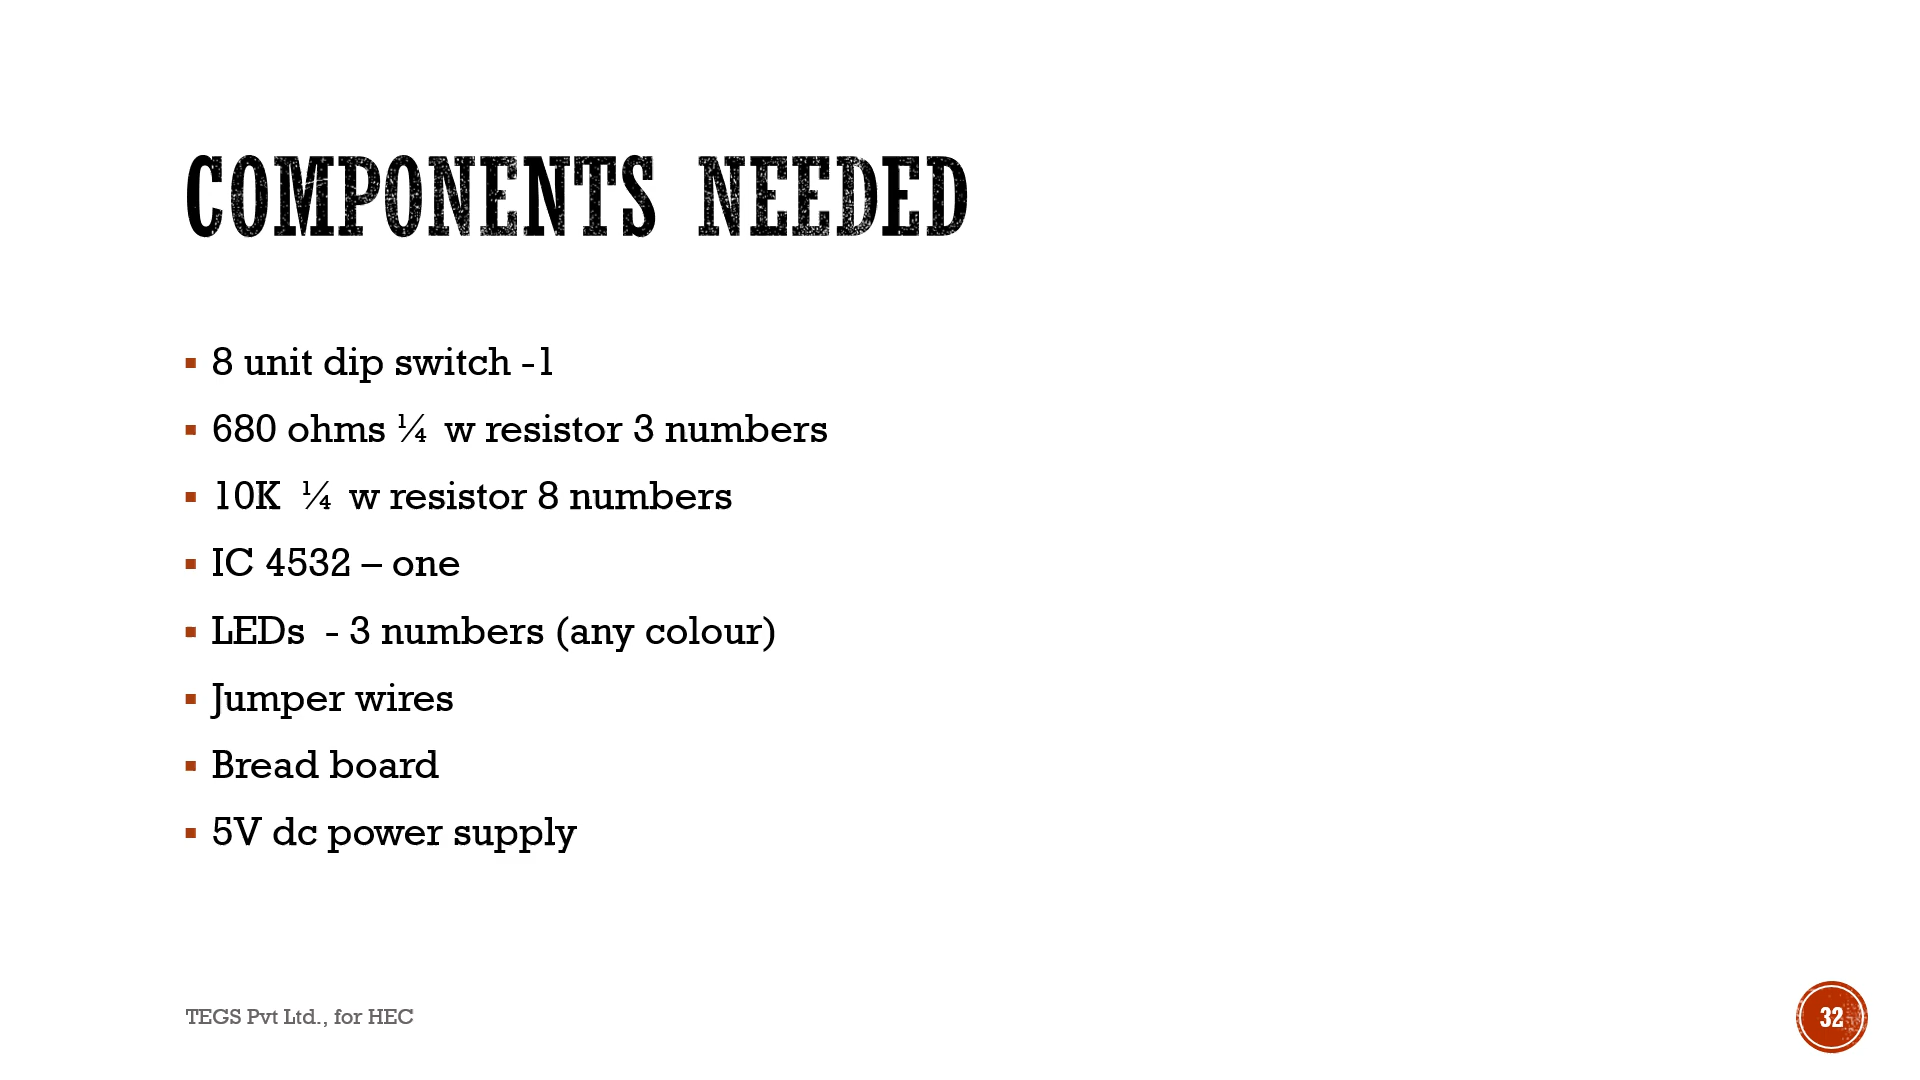 COMPONENTS NEEDED
▪ 8 unit dip switch -1
▪ 680 ohms ¼ w resistor 3 numbers
▪ 10K ¼ w resistor 8 numbers
▪ IC 4532 – one
▪ LEDs - 3 numbers (any colour)
▪ Jumper wires
▪ Bread board
▪ 5V dc power supply
TEGS Pvt Ltd., for HEC
32